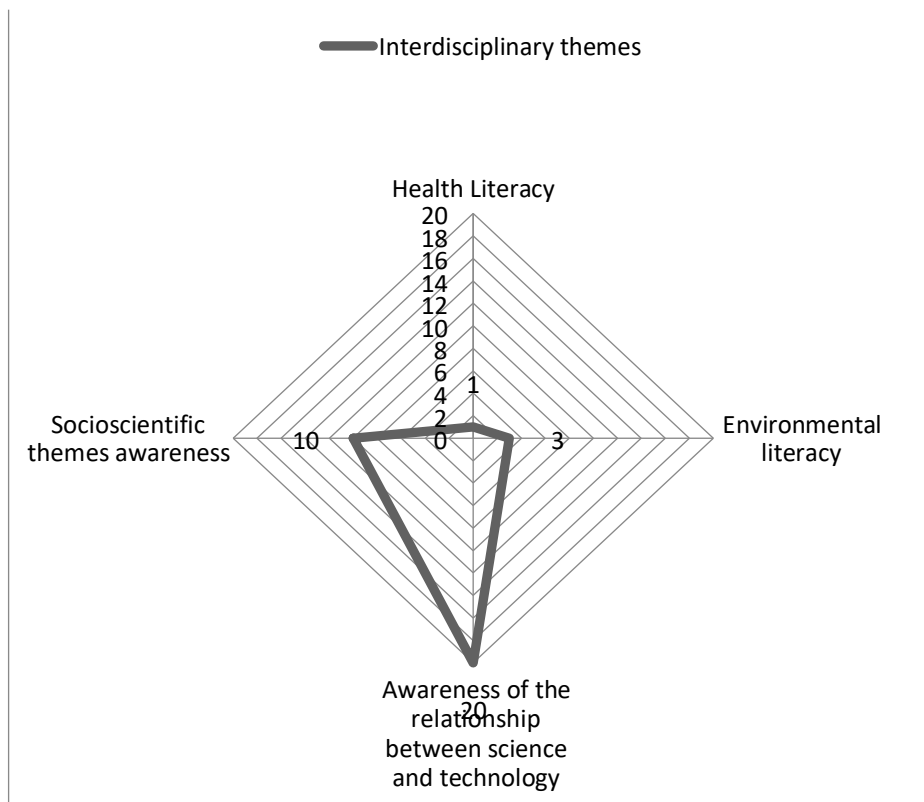 Interdisciplinary themes
Health Literacy
20
18
16
14
12
10
8
6
4
2
0
1
Environmental
literacy
3
Awareness of the
relationship
20
between science
and technology
Socioscientific
themes awareness
10